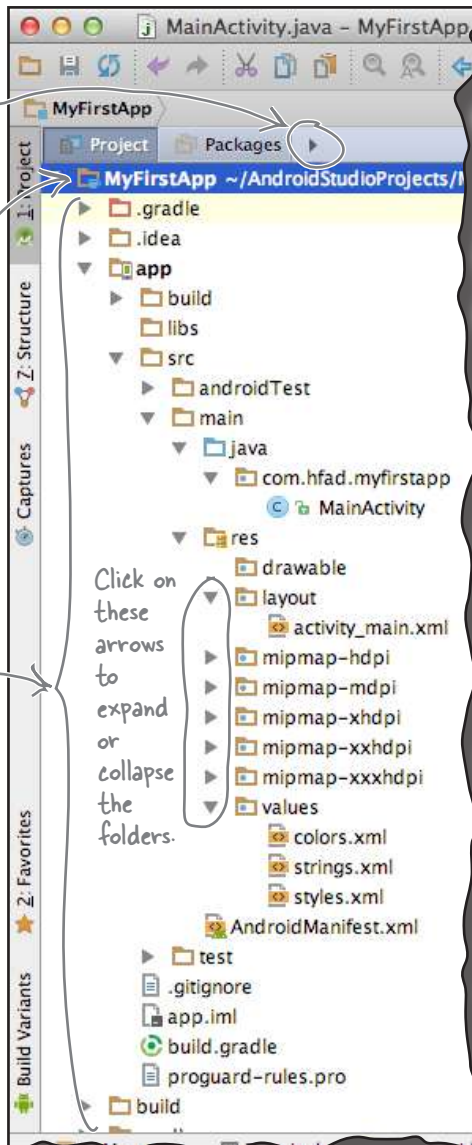 MainActivity.java - MyFirstApp
MyFirstApp
Project Packages
1: Project
Z: Structure
Captures
2: Favorites
Build Variants
MyFirstApp ~/AndroidStudioProjects/
.gradle
.idea
app
build
libs
src
androidTest
main
java
com.hfad.myfirstapp
MainActivity
res
drawable
layout
activity_main.xml
mipmap-hdpi
mipmap-mdpi
mipmap-xhdpi
mipmap-xxhdpi
mipmap-xxxhdpi
values
colors.xml
strings.xml
styles.xml
AndroidManifest.xml
test
.gitignore
app.iml
build.gradle
proguard-rules.pro
build
Click on
these
arrows
to
expand
or
collapse
the
folders.